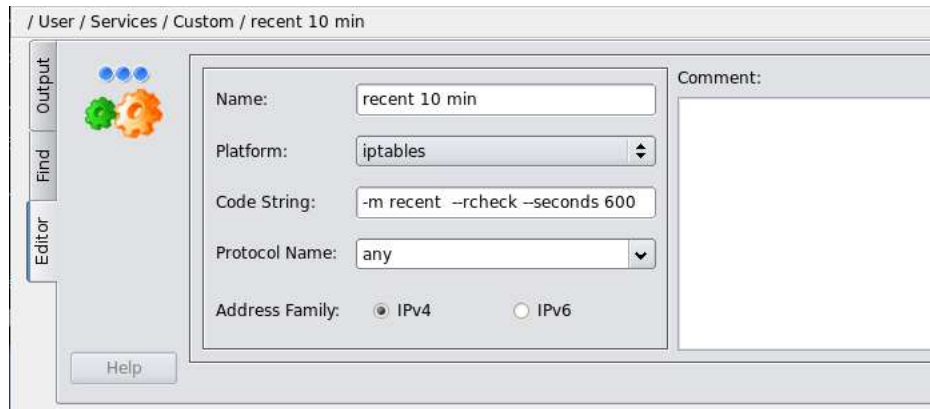 / User / Services / Custom / recent 10 min
Output
Find
Editor
Name:
recent 10 min
Platform:
iptables
Code String:
-m recent  --rcheck --seconds 600
Protocol Name:
any
Address Family:
IPv4
IPv6
Comment:
Help